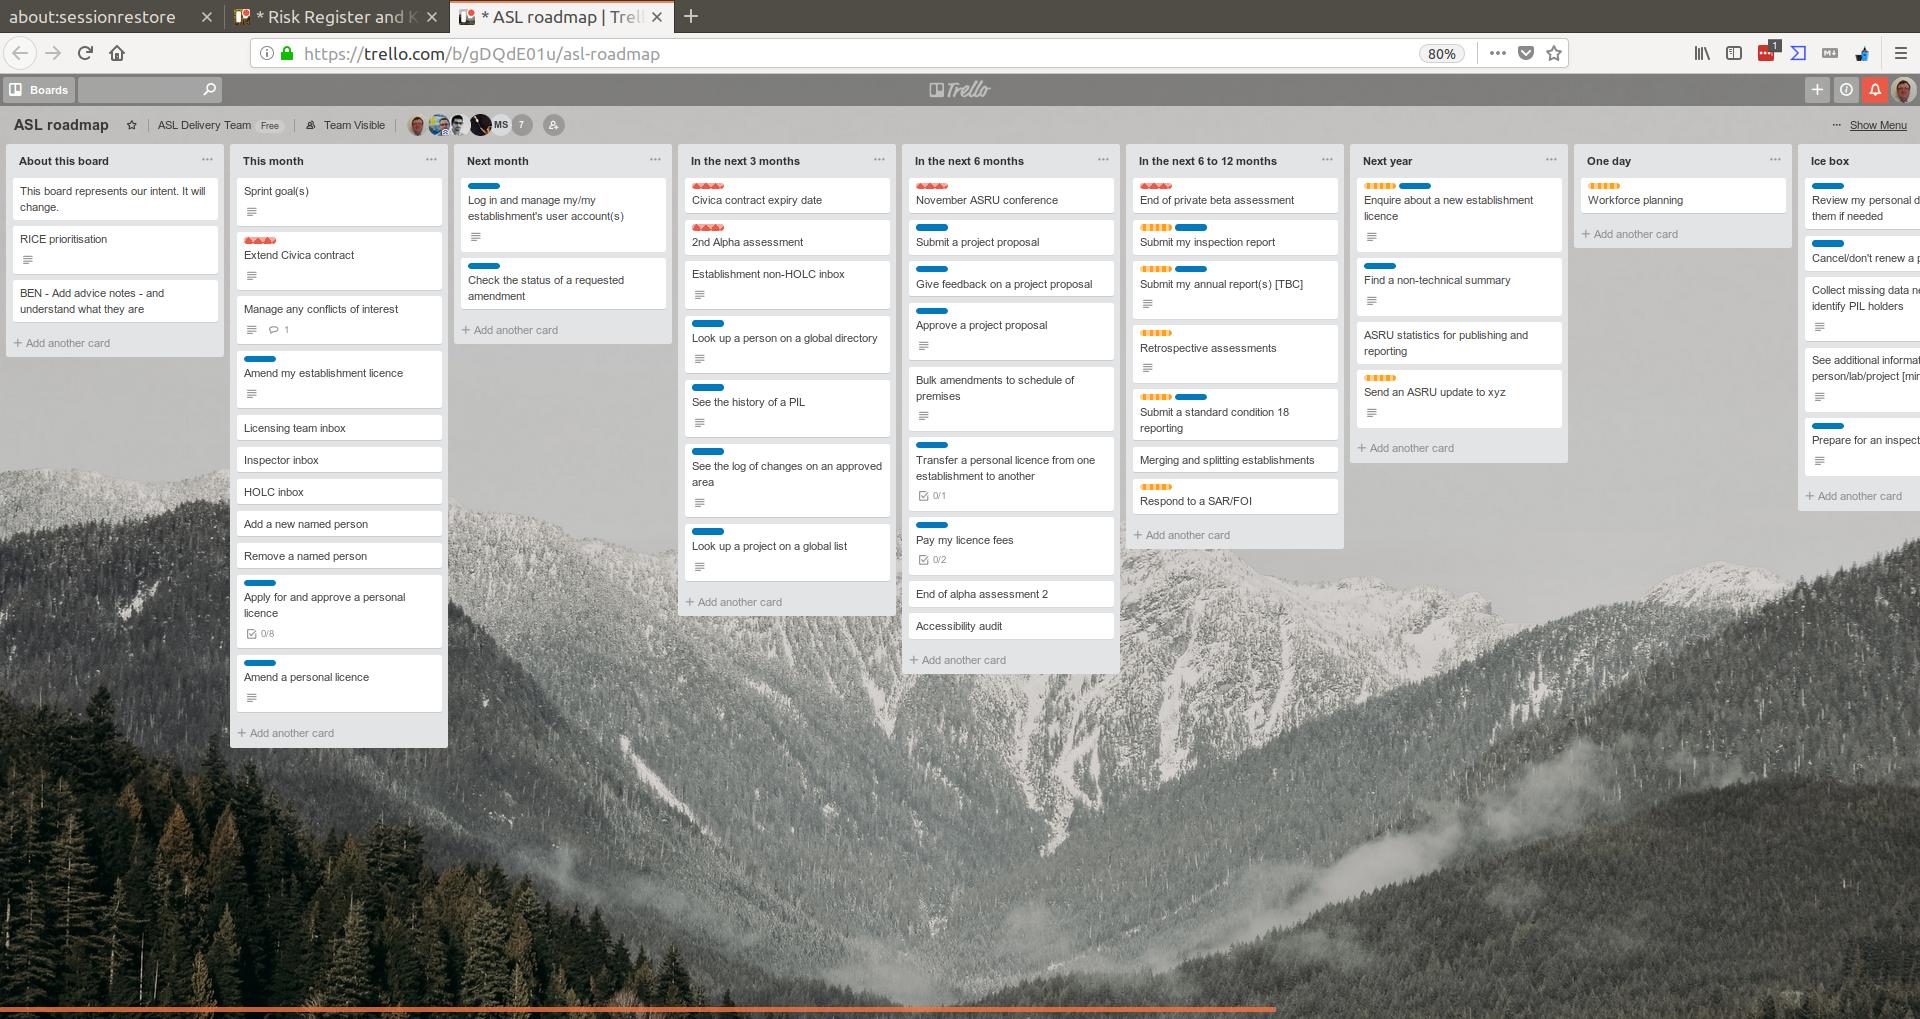 about:sessionrestore
* Risk Register and K
* ASL roadmap | Trel
https://trello.com/b/gDQdE01u/asl-roadmap
80%
1
Boards
Trello
ASL roadmap
ASL Delivery Team Free
Team Visible
MS
7
... Show Menu
About this board
This board represents our intent. It will
change.
RICE prioritisation
BEN - Add advice notes - and
understand what they are
+ Add another card
This month
Sprint goal(s)
Extend Civica contract
Manage any conflicts of interest
1
Amend my establishment licence
Licensing team inbox
Inspector inbox
HOLC inbox
Add a new named person
Remove a named person
Apply for and approve a personal
licence
0/8
Amend a personal licence
+ Add another card
Next month
Log in and manage my/my
establishment's user account(s)
Check the status of a requested
amendment
+ Add another card
In the next 3 months
Civica contract expiry date
2nd Alpha assessment
Establishment non-HOLC inbox
Look up a person on a global directory
See the history of a PIL
See the log of changes on an approved
area
Look up a project on a global list
+ Add another card
In the next 6 months
November ASRU conference
Submit a project proposal
Give feedback on a project proposal
Approve a project proposal
Bulk amendments to schedule of
premises
Transfer a personal licence from one
establishment to another
0/1
Pay my licence fees
0/2
End of alpha assessment 2
Accessibility audit
+ Add another card
In the next 6 to 12 months
End of private beta assessment
Submit my inspection report
Submit my annual report(s) [TBC]
Retrospective assessments
Submit a standard condition 18
reporting
Merging and splitting establishments
Respond to a SAR/FOI
+ Add another card
Next year
Enquire about a new establishment
licence
Find a non-technical summary
ASRU statistics for publishing and
reporting
Send an ASRU update to xyz
+ Add another card
One day
Workforce planning
+ Add another card
Ice box
Review my personal d
them if needed
Cancel/don't renew a p
Collect missing data ne
identify PIL holders
See additional informat
person/lab/project [min
Prepare for an inspect
+ Add another card